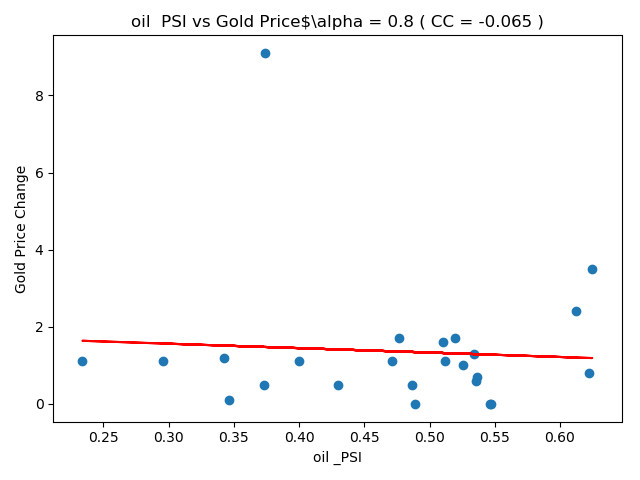 oil  PSI vs Gold Price$\alpha = 0.8 ( CC = -0.065 )
Gold Price Change
8
6
4
2
0
0.25 0.30 0.35 0.40 0.45 0.50 0.55 0.60
oil _PSI